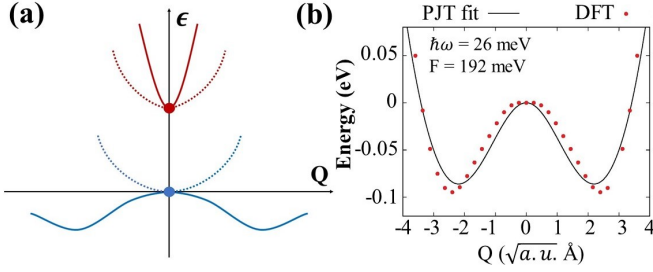 (a)
ϵ
Q
(b)
PJT fit
DFT
ℏω = 26 meV
F = 192 meV
Energy (eV)
0.05
0
-0.05
-0.1
-4 -3 -2 -1 0 1 2 3 4
Q (√a.u. Å)